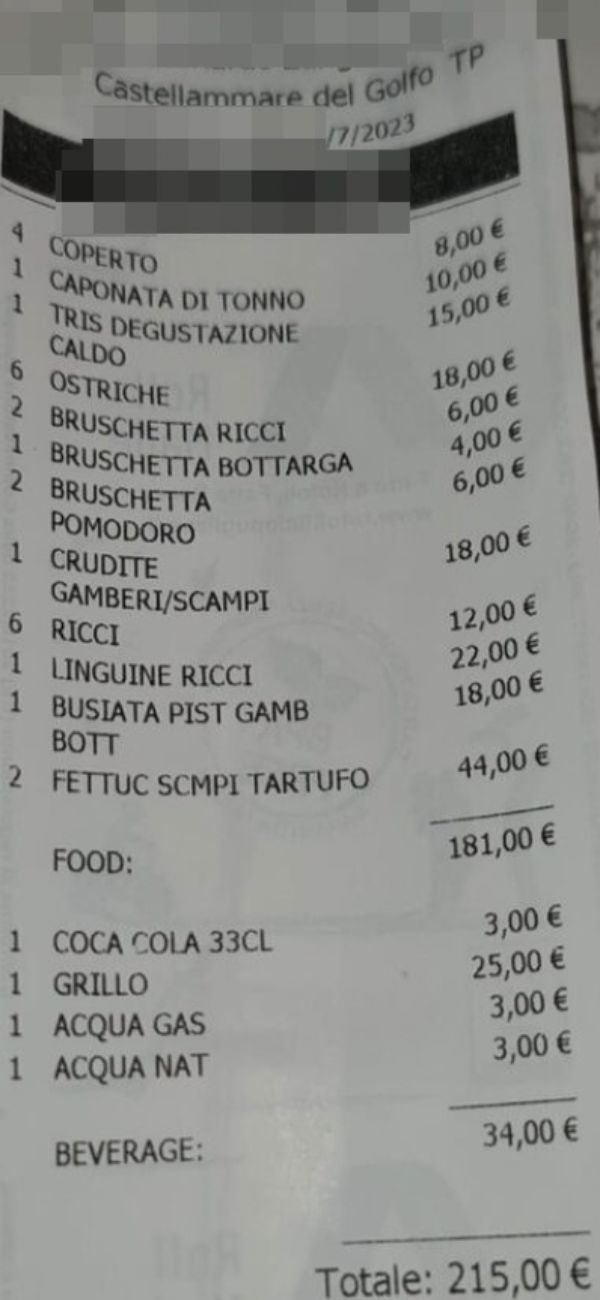 Castellammare del Golfo TP
/7/2023
4 COPERTO 8,00 €
1 CAPONATA DI TONNO 10,00 €
1 TRIS DEGUSTAZIONE 15,00 €
CALDO
6 OSTRICHE 18,00 €
2 BRUSCHETTA RICCI 6,00 €
1 BRUSCHETTA BOTTARGA 4,00 €
2 BRUSCHETTA 6,00 €
POMODORO
1 CRUDITE 18,00 €
GAMBERI/SCAMPI
6 RICCI 12,00 €
1 LINGUINE RICCI 22,00 €
1 BUSIATA PIST GAMB 18,00 €
BOTT
2 FETTUC SCMPI TARTUFO 44,00 €
FOOD: 181,00 €
1 COCA COLA 33CL 3,00 €
1 GRILLO 25,00 €
1 ACQUA GAS 3,00 €
1 ACQUA NAT 3,00 €
BEVERAGE: 34,00 €
Totale: 215,00 €